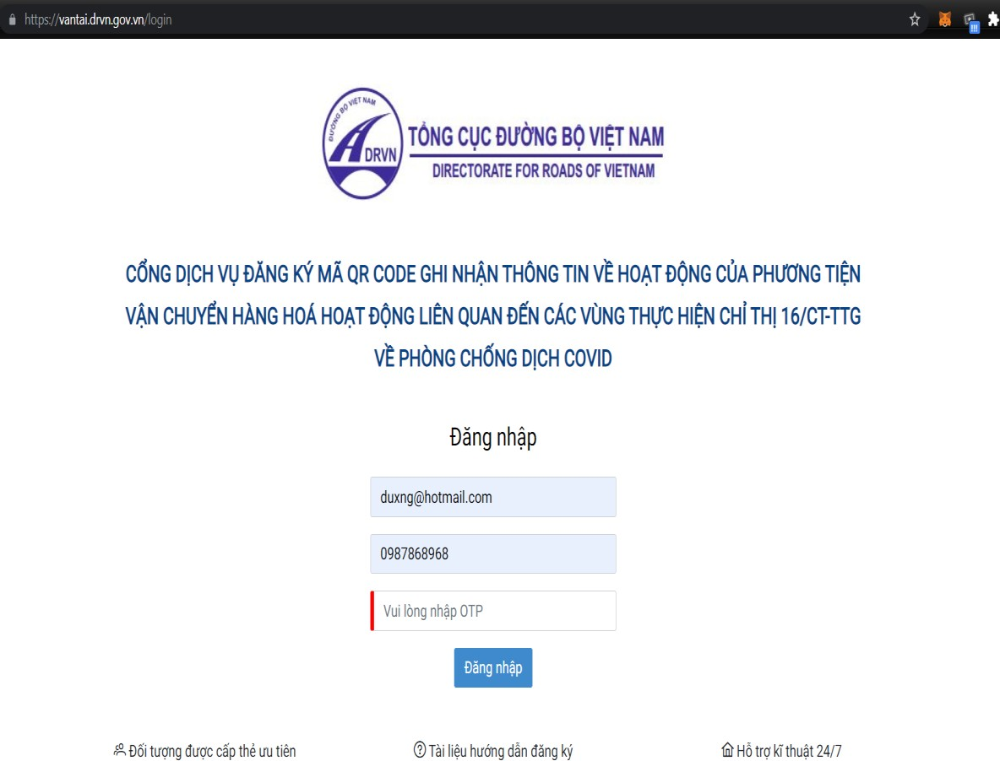 https://vantai.drvn.gov.vn/login
ĐƯỜNG BỘ VIỆT NAM
DRVN
TỔNG CỤC ĐƯỜNG BỘ VIỆT NAM
DIRECTORATE FOR ROADS OF VIETNAM
CỔNG DỊCH VỤ ĐĂNG KÝ MÃ QR CODE GHI NHẬN THÔNG TIN VỀ HOẠT ĐỘNG CỦA PHƯƠNG TIỆN
VẬN CHUYỂN HÀNG HOÁ HOẠT ĐỘNG LIÊN QUAN ĐẾN CÁC VÙNG THỰC HIỆN CHỈ THỊ 16/CT-TTG
VỀ PHÒNG CHỐNG DỊCH COVID
Đăng nhập
duxng@hotmail.com
0987868968
Vui lòng nhập OTP
Đăng nhập
Đối tượng được cấp thẻ ưu tiên
Tài liệu hướng dẫn đăng ký
Hỗ trợ kĩ thuật 24/7